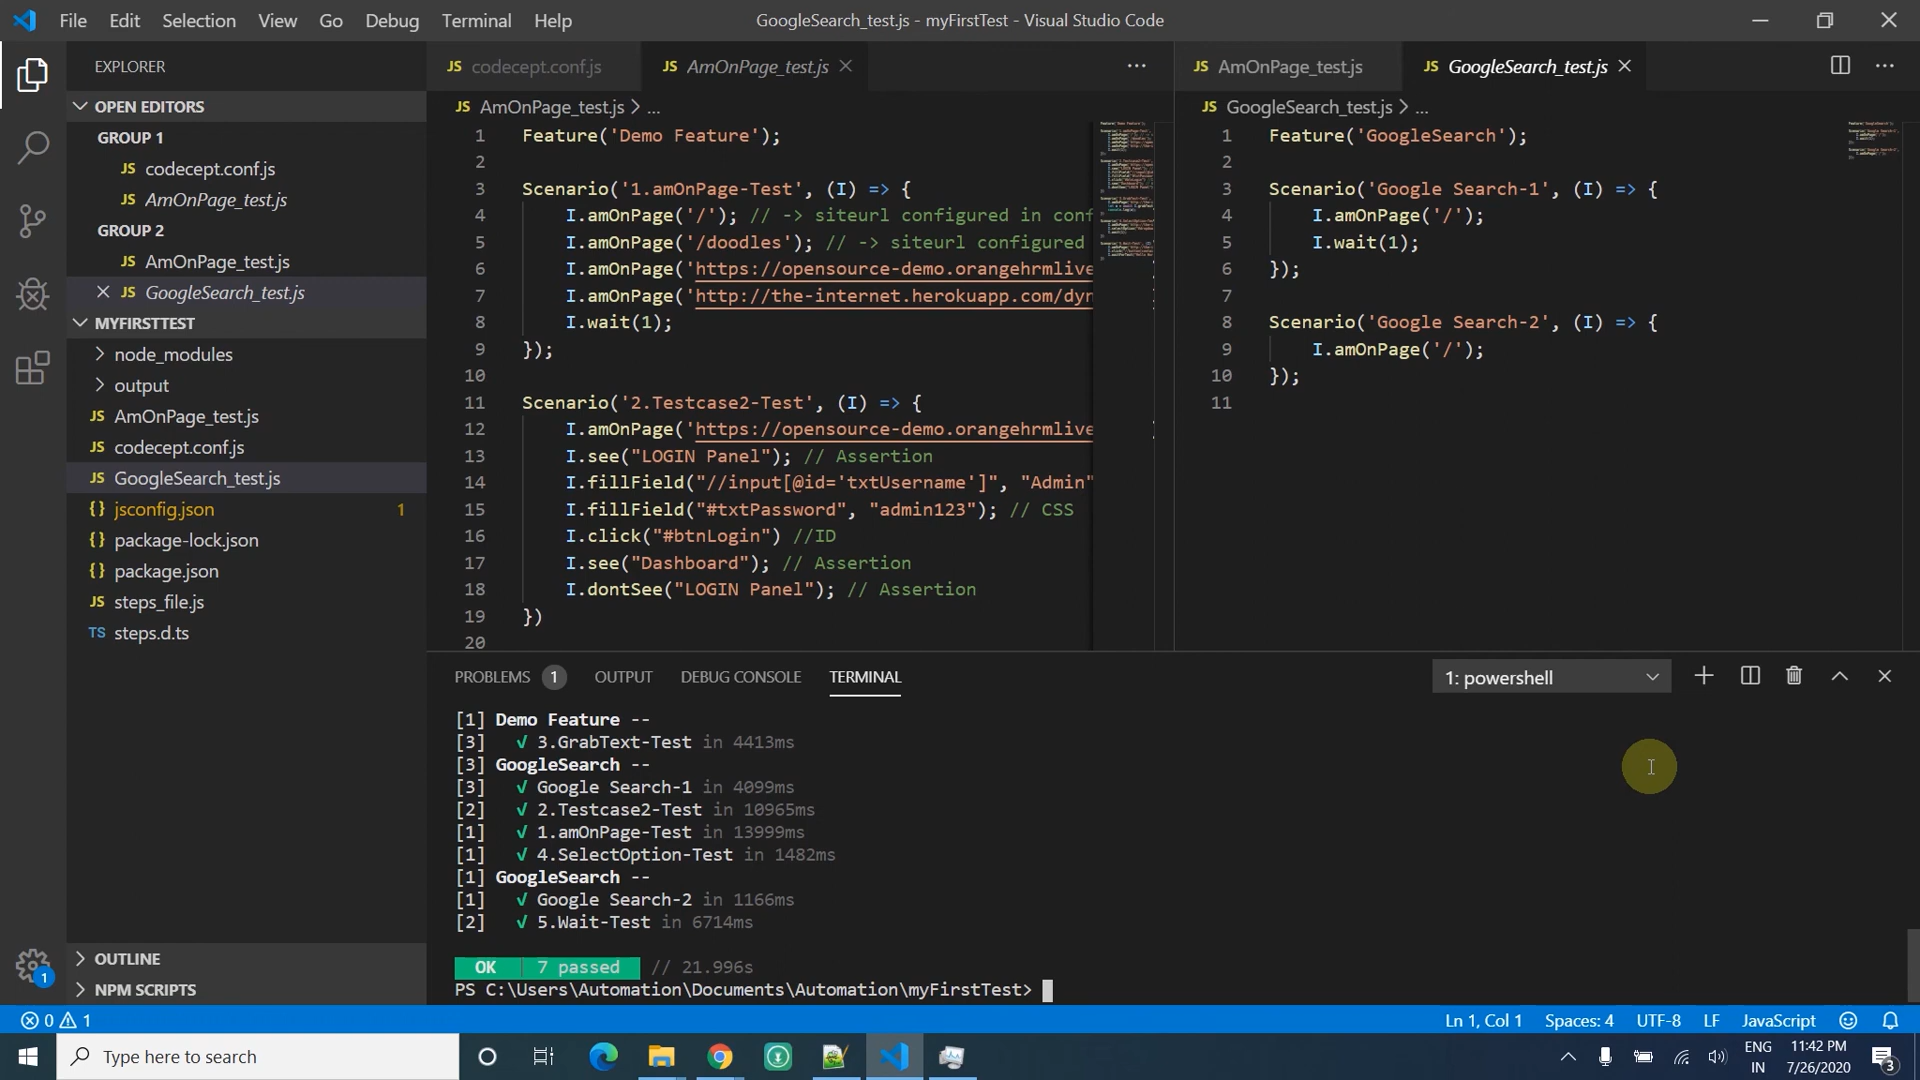 File Edit Selection View Go Debug Terminal Help
GoogleSearch_test.js - myFirstTest - Visual Studio Code
EXPLORER
OPEN EDITORS
GROUP 1
JS codecept.conf.js
JS AmOnPage_test.js
GROUP 2
JS AmOnPage_test.js
JS GoogleSearch_test.js
MYFIRSTTEST
node_modules
output
JS AmOnPage_test.js
JS codecept.conf.js
JS GoogleSearch_test.js
{} jsconfig.json 1
{} package-lock.json
{} package.json
JS steps_file.js
TS steps.d.ts
OUTLINE
NPM SCRIPTS
1
JS codecept.conf.js
JS AmOnPage_test.js
JS AmOnPage_test.js > ...
1 Feature('Demo Feature');
2
3 Scenario('1.amOnPage-Test', (I) => {
4 I.amOnPage('/'); // -> siteurl configured in conf
5 I.amOnPage('/doodles'); // -> siteurl configured
6 I.amOnPage('https://opensource-demo.orangehrmlive
7 I.amOnPage('http://the-internet.herokuapp.com/dyn
8 I.wait(1);
9 });
10
11 Scenario('2.Testcase2-Test', (I) => {
12 I.amOnPage('https://opensource-demo.orangehrmlive
13 I.see("LOGIN Panel"); // Assertion
14 I.fillField("//input[@id='txtUsername']", "Admin"
15 I.fillField("#txtPassword", "admin123"); // CSS
16 I.click("#btnLogin") //ID
17 I.see("Dashboard"); // Assertion
18 I.dontSee("LOGIN Panel"); // Assertion
19 })
20
JS AmOnPage_test.js
JS GoogleSearch_test.js
JS GoogleSearch_test.js > ...
1 Feature('GoogleSearch');
2
3 Scenario('Google Search-1', (I) => {
4 I.amOnPage('/');
5 I.wait(1);
6 });
7
8 Scenario('Google Search-2', (I) => {
9 I.amOnPage('/');
10 });
11
PROBLEMS 1 OUTPUT DEBUG CONSOLE TERMINAL
1: powershell
[1] Demo Feature --
[3] √ 3.GrabText-Test in 4413ms
[3] GoogleSearch --
[3] √ Google Search-1 in 4099ms
[2] √ 2.Testcase2-Test in 10965ms
[1] √ 1.amOnPage-Test in 13999ms
[1] √ 4.SelectOption-Test in 1482ms
[1] GoogleSearch --
[1] √ Google Search-2 in 1166ms
[2] √ 5.Wait-Test in 6714ms
OK | 7 passed // 21.996s
PS C:\Users\Automation\Documents\Automation\myFirstTest>
0 1
Ln 1, Col 1 Spaces: 4 UTF-8 LF JavaScript
Type here to search
ENG
IN
11:42 PM
7/26/2020
3